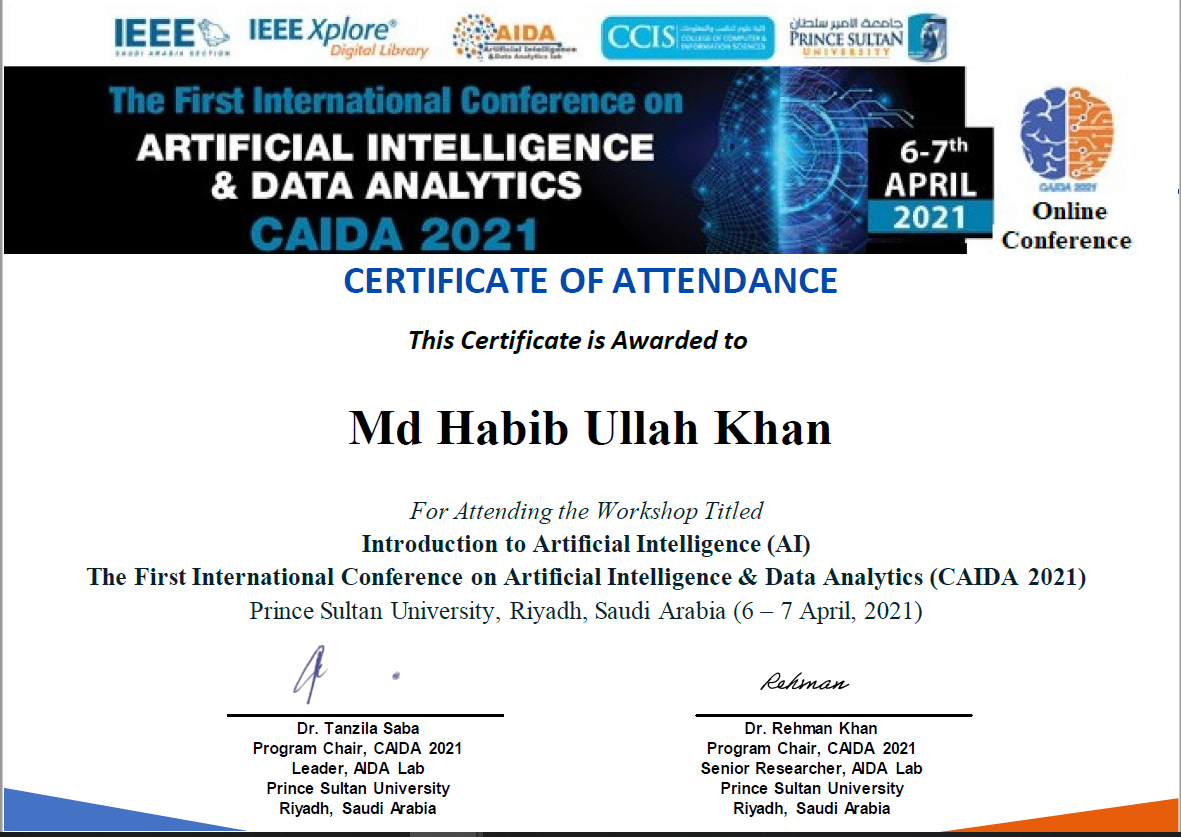 IEEE
SAUDI ARABIA SECTION
IEEE Xplore®
Digital Library
AIDA
Artificial Intelligence
& Data Analytics lab
CCIS
كلية علوم الحاسب والمعلومات
COLLEGE OF COMPUTER &
INFORMATION SCIENCES
جامعة الأمير سلطان
PRINCE SULTAN
UNIVERSITY
The First International Conference on
ARTIFICIAL INTELLIGENCE
& DATA ANALYTICS
CAIDA 2021
6-7th
APRIL
2021
CAIDA 2021
Online
Conference
CERTIFICATE OF ATTENDANCE
This Certificate is Awarded to
Md Habib Ullah Khan
For Attending the Workshop Titled
Introduction to Artificial Intelligence (AI)
The First International Conference on Artificial Intelligence & Data Analytics (CAIDA 2021)
Prince Sultan University, Riyadh, Saudi Arabia (6 – 7 April, 2021)
Rehman
Dr. Tanzila Saba
Program Chair, CAIDA 2021
Leader, AIDA Lab
Prince Sultan University
Riyadh, Saudi Arabia
Dr. Rehman Khan
Program Chair, CAIDA 2021
Senior Researcher, AIDA Lab
Prince Sultan University
Riyadh, Saudi Arabia